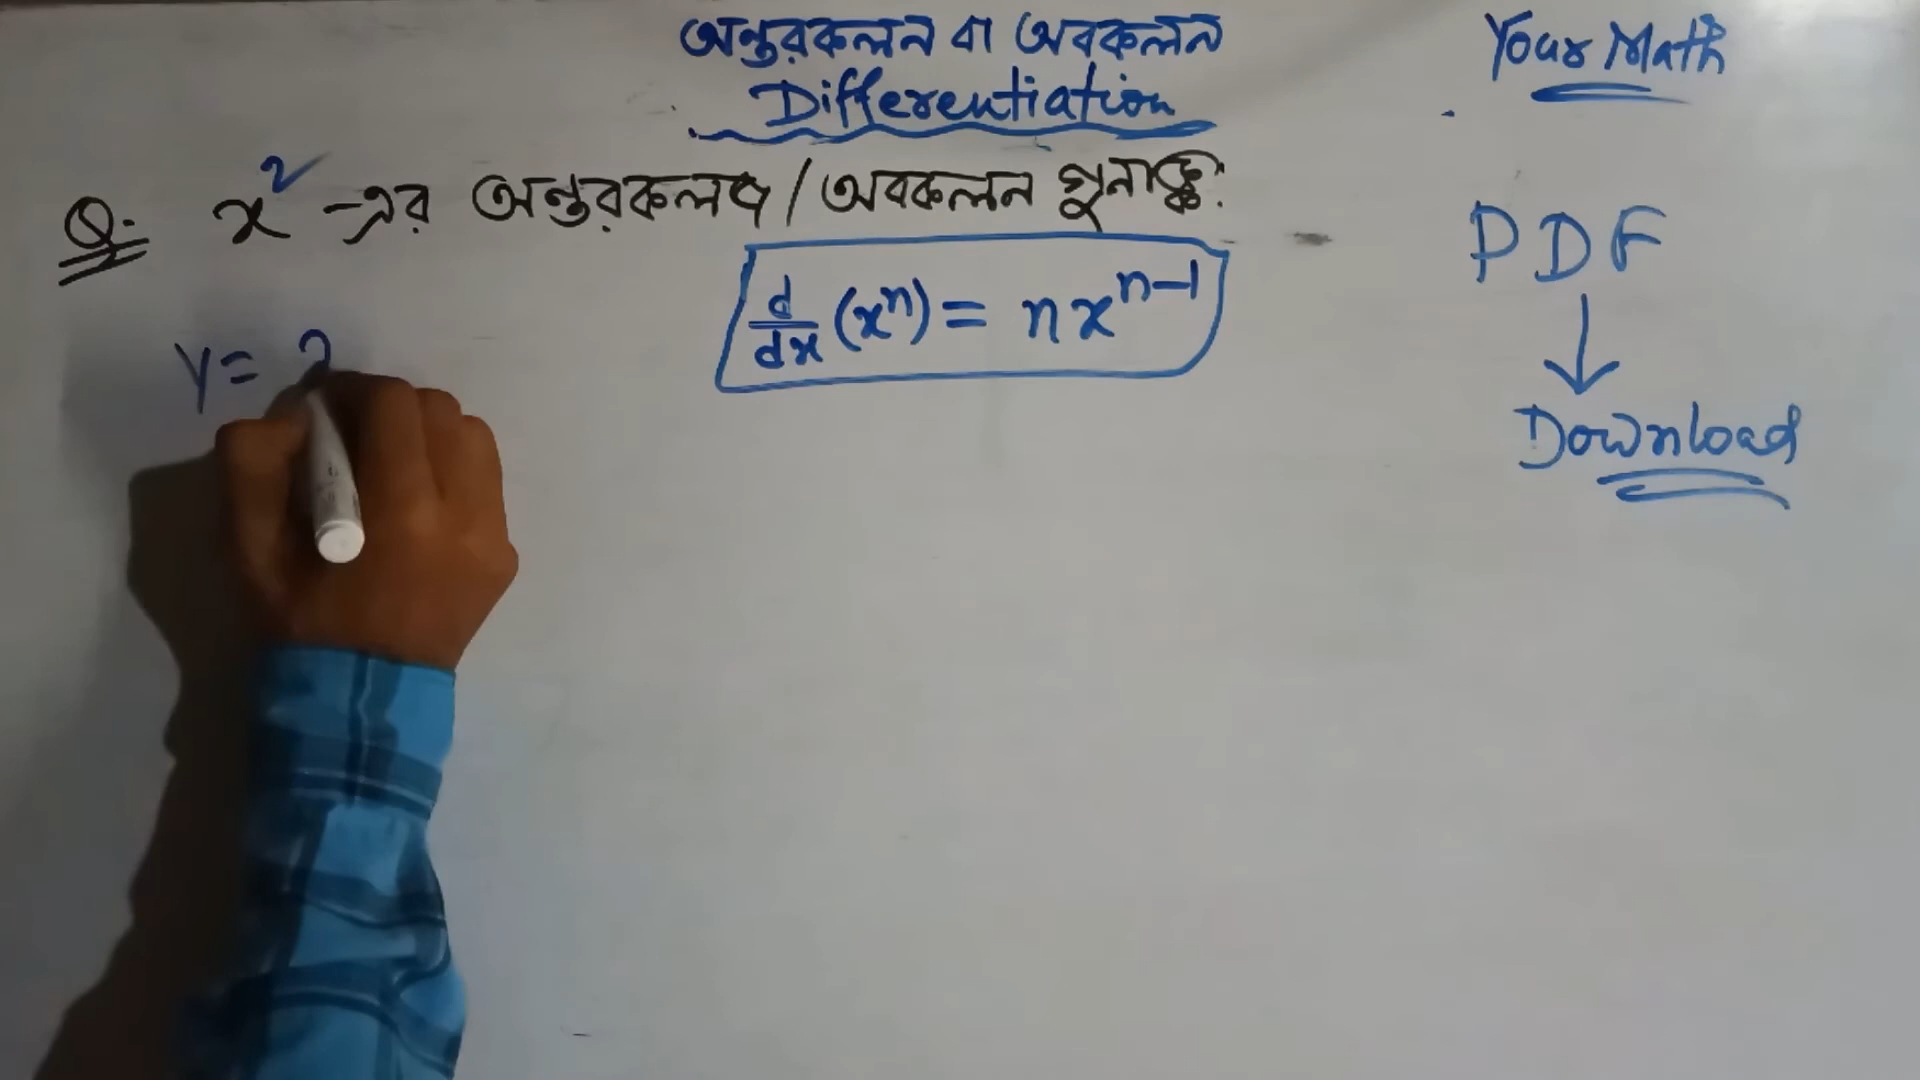 অন্তরকলন বা অবকলন
Differentiation
Your Math
Q. x² -এর অন্তরকলজ / অবকলন গুনাঙ্ক:
d/dx (xⁿ) = nxⁿ⁻¹
y =
PDF
↓
Download